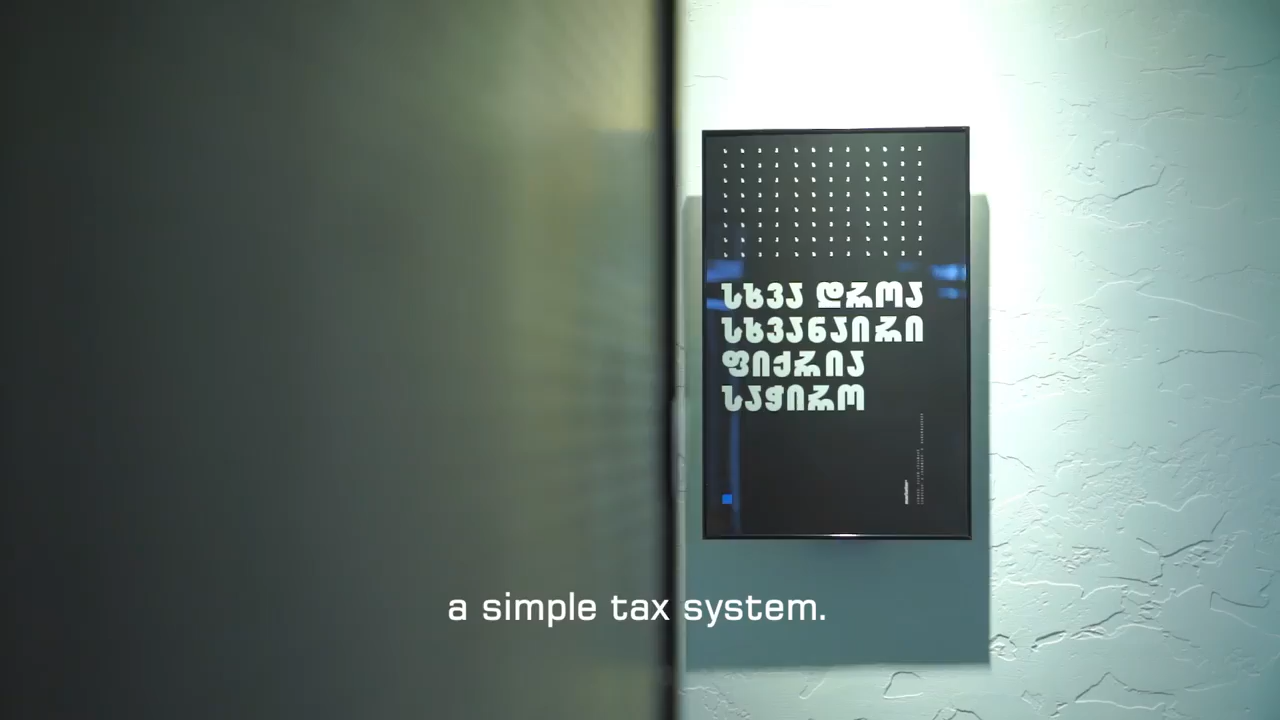 სხვა დროა
სხვანაირი
ფიქრია
საჭირო
a simple tax system.